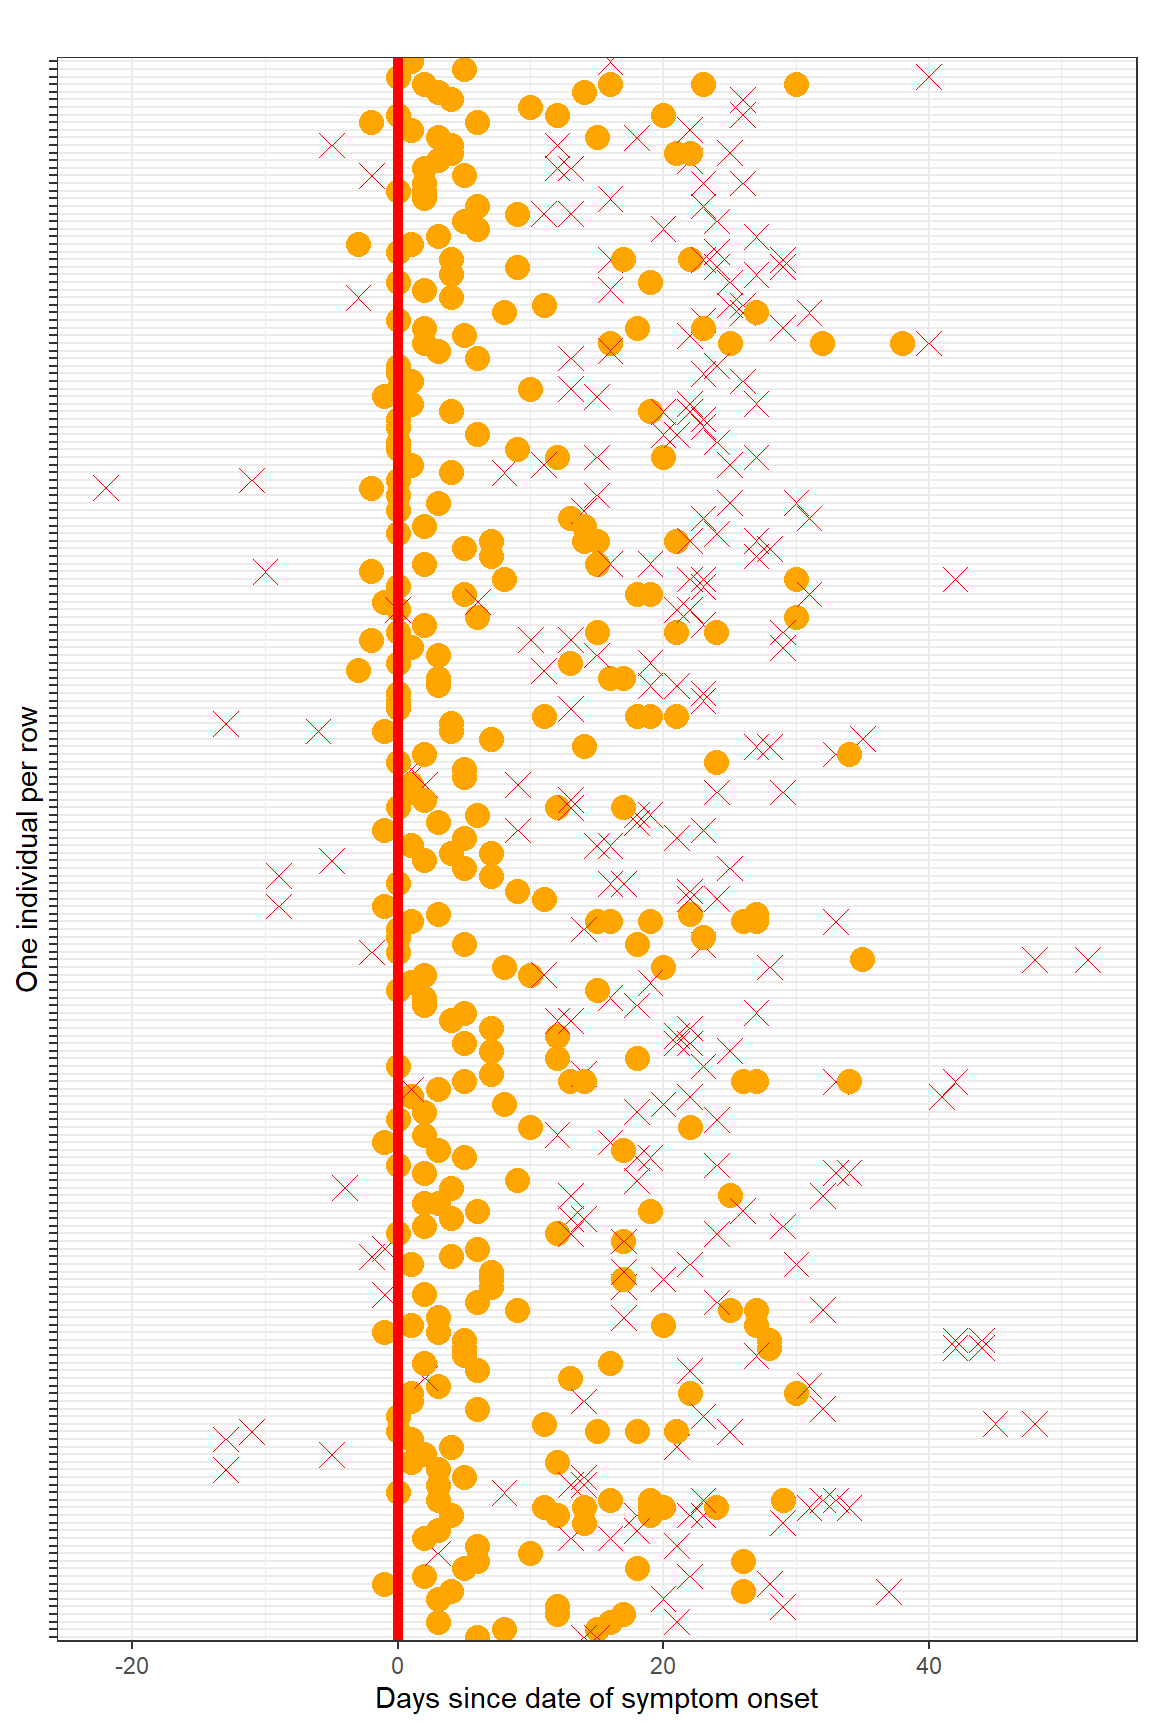 One individual per row
-20
0
20
40
Days since date of symptom onset